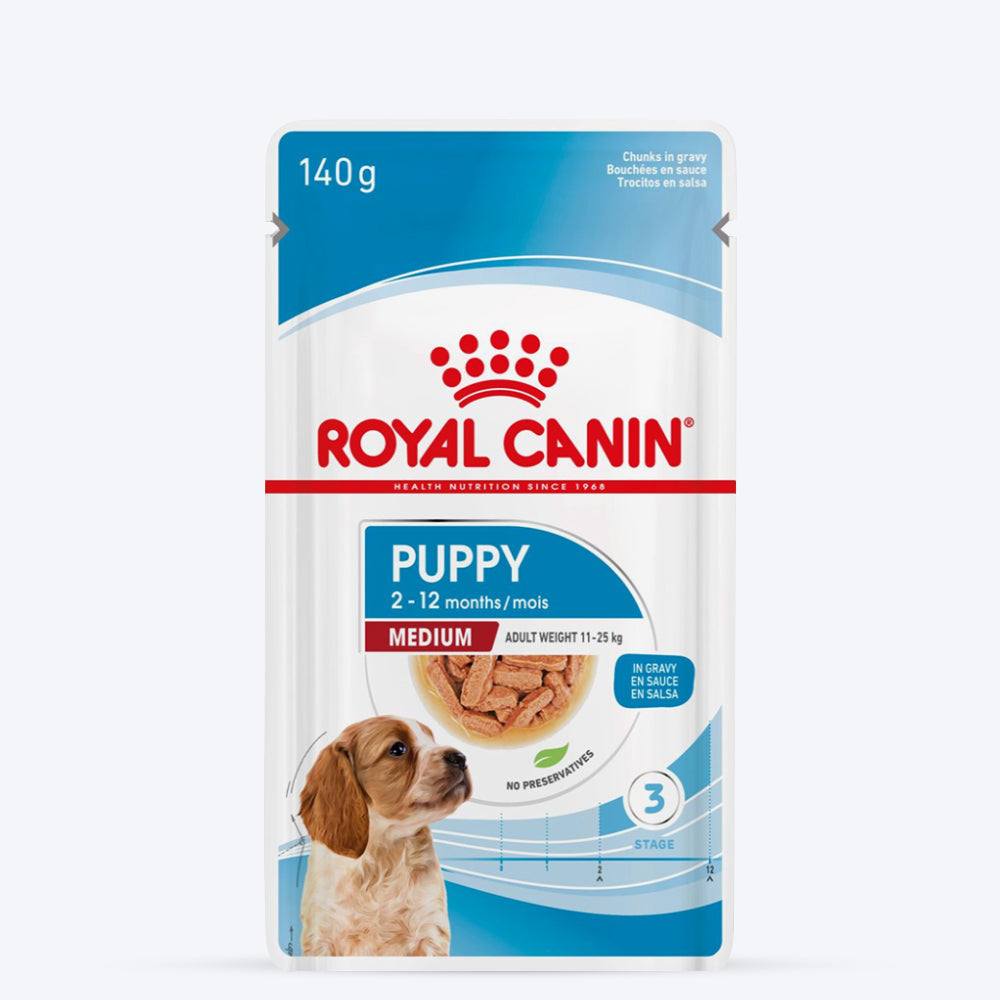 140g
Chunks in gravy
Bouchées en sauce
Trocitos en salsa
ROYAL CANIN®
HEALTH NUTRITION SINCE 1968
PUPPY
2 - 12 months/mois
MEDIUM
ADULT WEIGHT 11-25 kg
IN GRAVY
EN SAUCE
EN SALSA
NO PRESERVATIVES
3
STAGE
2
12